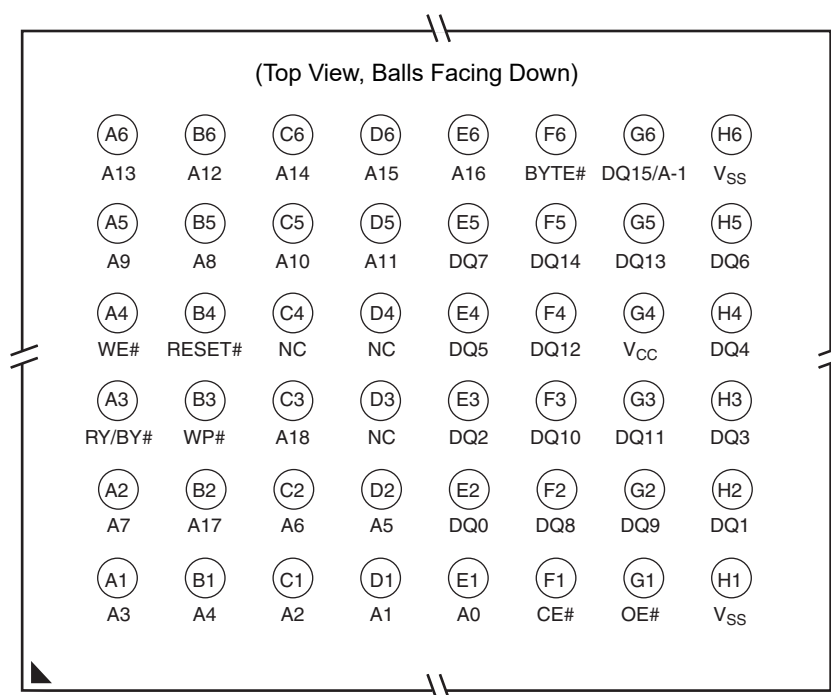 (Top View, Balls Facing Down)
A6 B6 C6 D6 E6 F6 G6 H6
A13 A12 A14 A15 A16 BYTE# DQ15/A-1 VSS
A5 B5 C5 D5 E5 F5 G5 H5
A9 A8 A10 A11 DQ7 DQ14 DQ13 DQ6
A4 B4 C4 D4 E4 F4 G4 H4
WE# RESET# NC NC DQ5 DQ12 VCC DQ4
A3 B3 C3 D3 E3 F3 G3 H3
RY/BY# WP# A18 NC DQ2 DQ10 DQ11 DQ3
A2 B2 C2 D2 E2 F2 G2 H2
A7 A17 A6 A5 DQ0 DQ8 DQ9 DQ1
A1 B1 C1 D1 E1 F1 G1 H1
A3 A4 A2 A1 A0 CE# OE# VSS